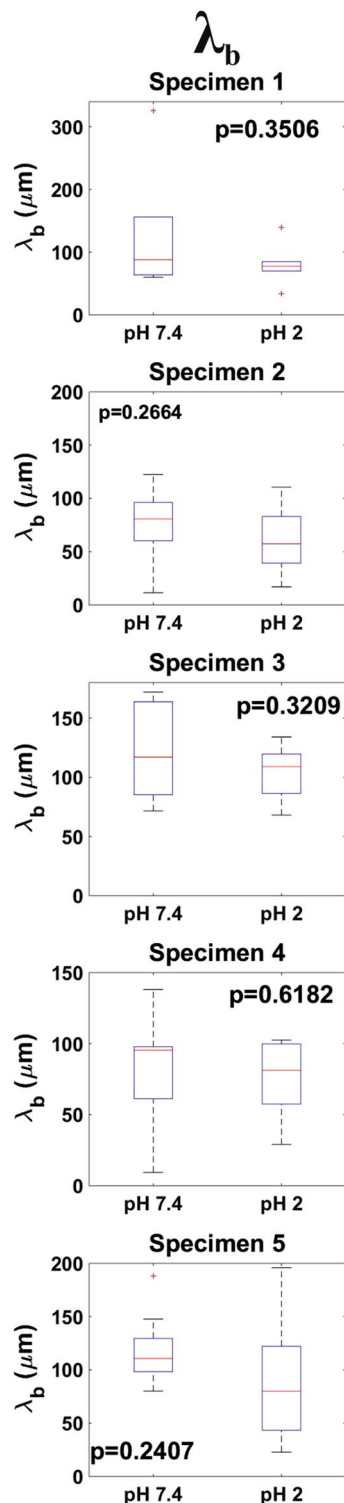 λb
Specimen 1
300
200
100
0
λb (μm)
p=0.3506
pH 7.4 pH 2
Specimen 2
200
150
100
50
0
λb (μm)
p=0.2664
pH 7.4 pH 2
Specimen 3
150
100
50
0
λb (μm)
p=0.3209
pH 7.4 pH 2
Specimen 4
150
100
50
0
λb (μm)
p=0.6182
pH 7.4 pH 2
Specimen 5
200
150
100
50
0
λb (μm)
p=0.2407
pH 7.4 pH 2